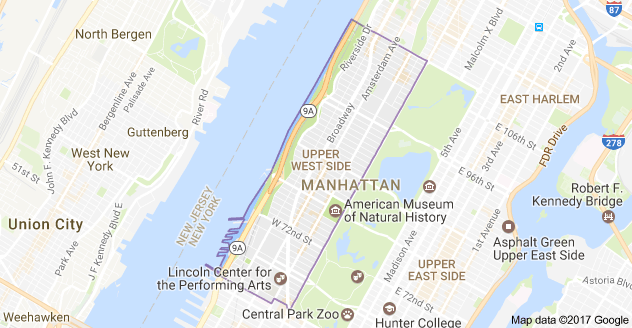 North Bergen
Bergenline Ave
Palisade Ave
River Rd
John F. Kennedy Blvd
Guttenberg
West New
York
51st St
Union City
J F Kennedy Blvd E
Park Ave
Weehawken
NEW JERSEY
NEW YORK
9A
Riverside Dr
Amsterdam Ave
Broadway
UPPER
WEST SIDE
MANHATTAN
American Museum
of Natural History
W 72nd St
9A
Lincoln Center for
the Performing Arts
Central Park Zoo
Hunter College
Madison Ave
UPPER
EAST SIDE
E 72nd St
1st Avenue
5th Ave
3rd Ave
E 96th St
E 106th St
EAST HARLEM
Malcolm X Blvd
2nd Ave
FDR Drive
87
278
Robert F.
Kennedy Bridge
Asphalt Green
Upper East Side
Astoria Blvd
Map data ©2017 Google